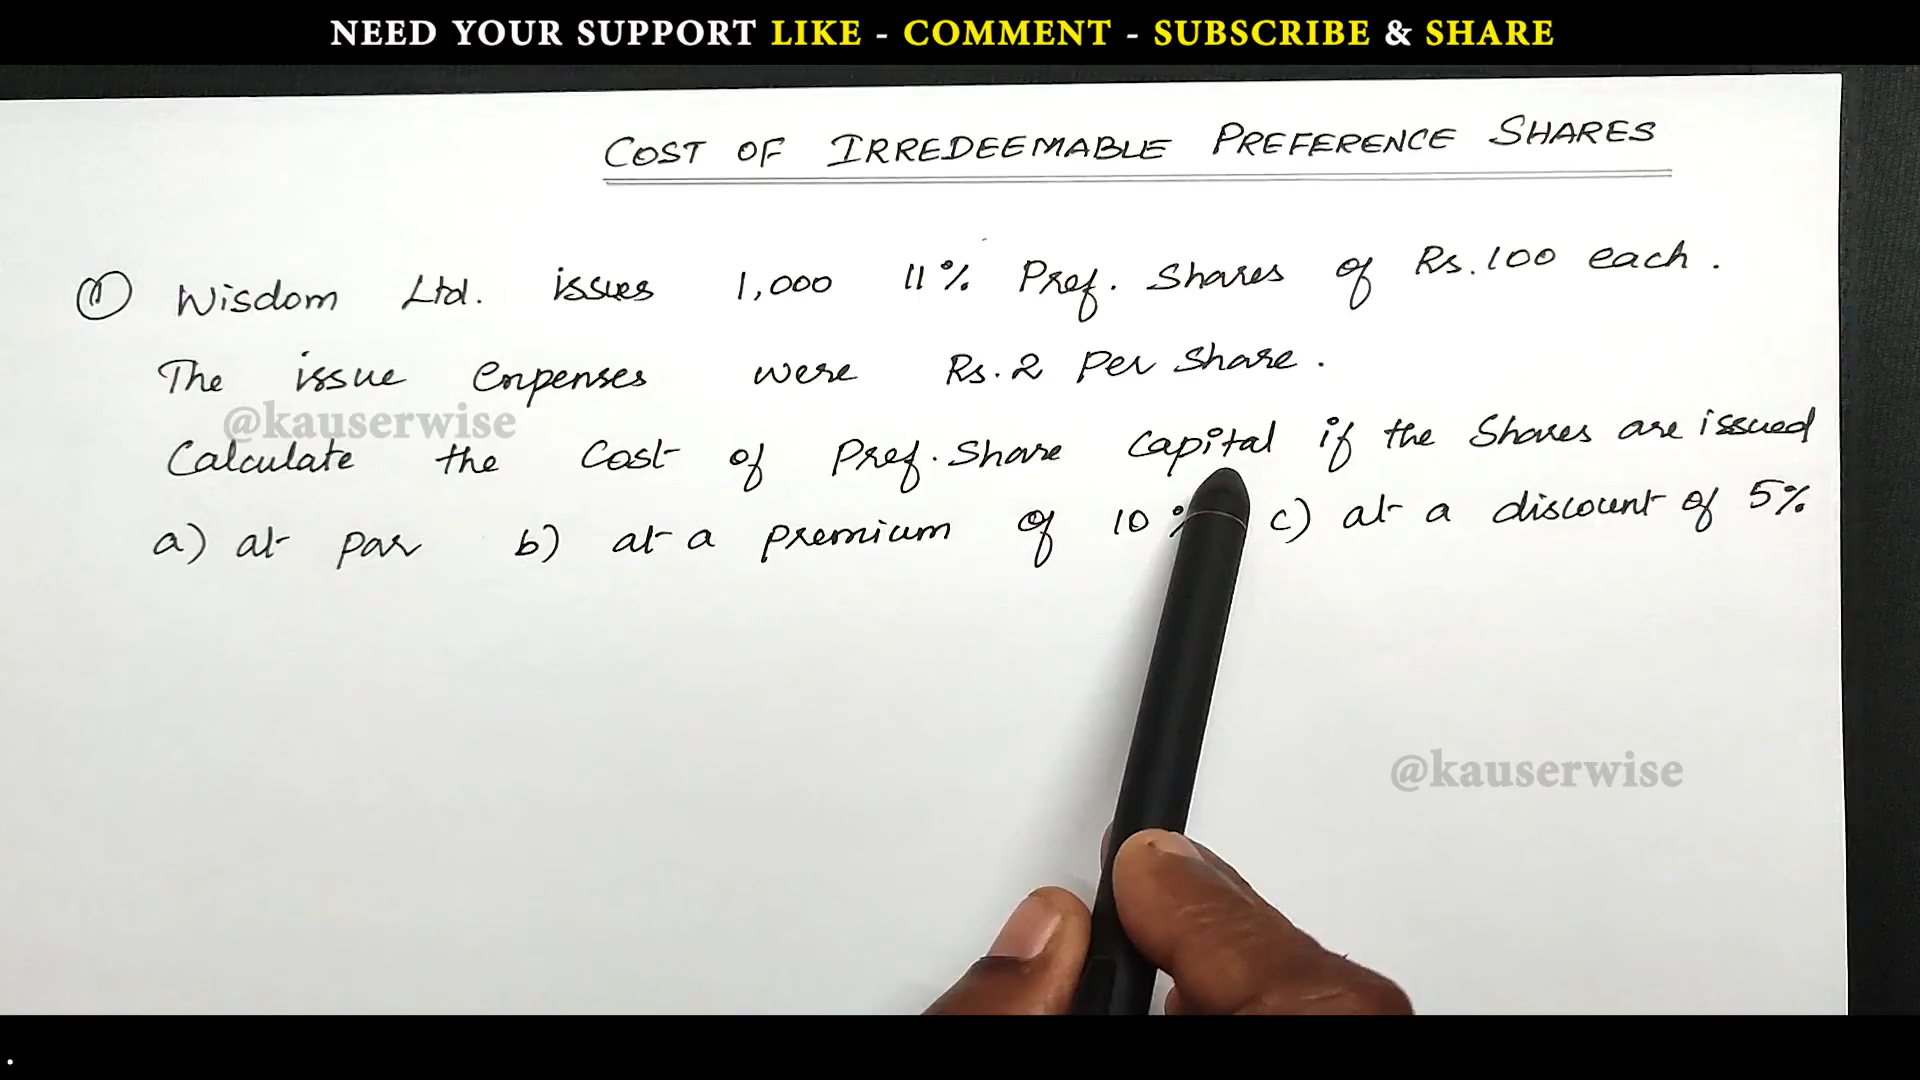 NEED YOUR SUPPORT LIKE - COMMENT - SUBSCRIBE & SHARE
COST OF IRREDEEMABLE PREFERENCE SHARES
① Wisdom Ltd. issues 1,000 11% Pref. Shares of Rs.100 each.
The issue expenses were Rs.2 Per Share.
@kauserwise
Calculate the Cost of Pref. Share Capital if the Shares are issued
a) at par b) at a premium of 10% c) at a discount of 5%
@kauserwise